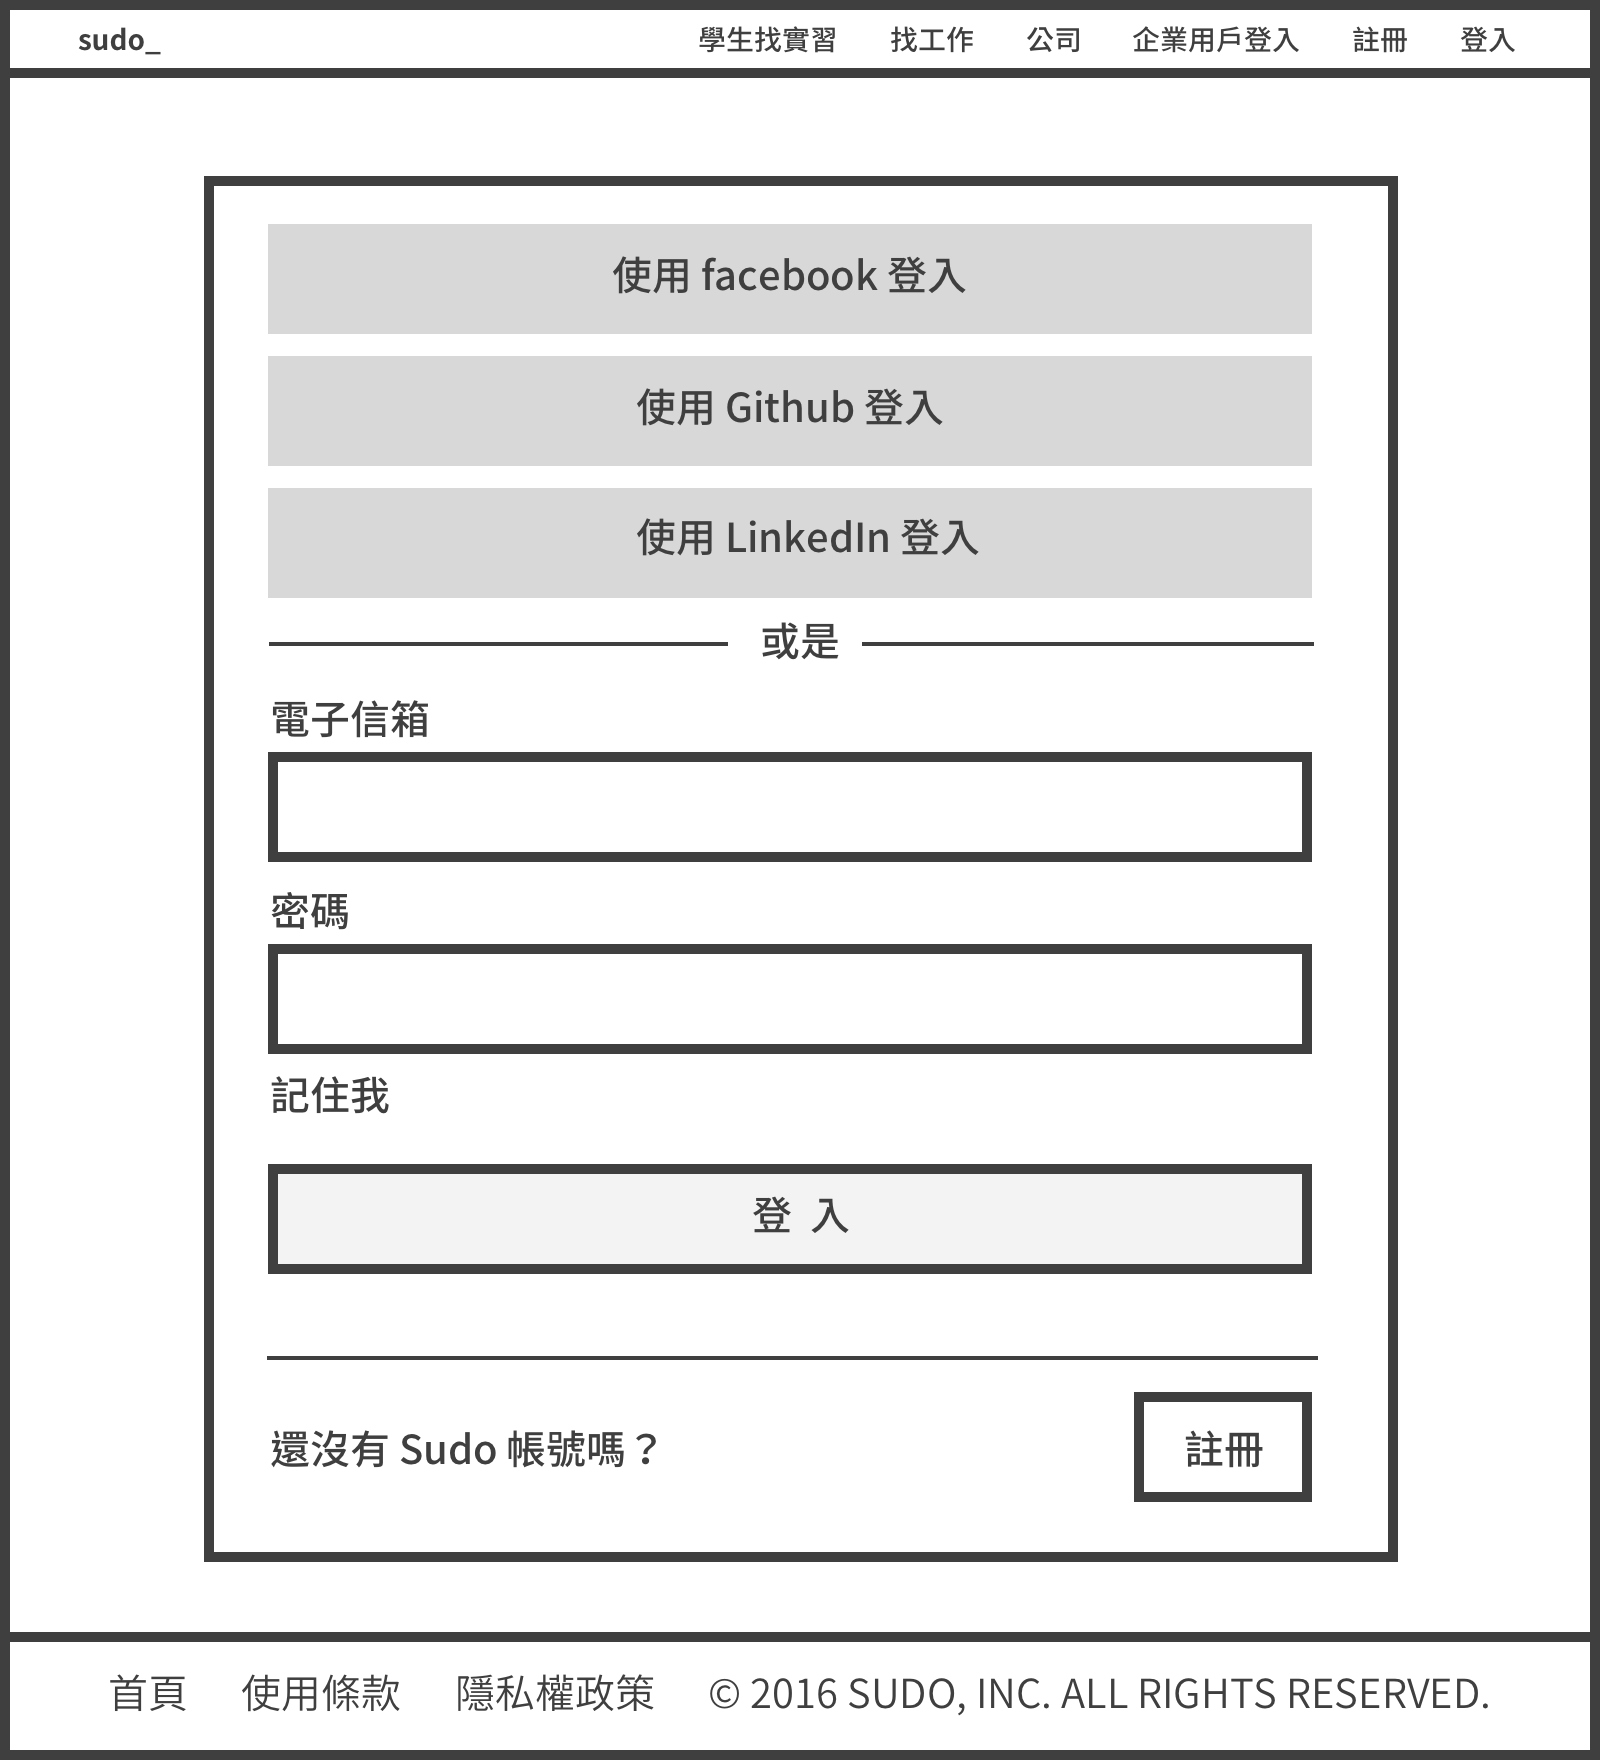 sudo_ 學生找實習 找工作 公司 企業用戶登入 註冊 登入
使用 facebook 登入
使用 Github 登入
使用 LinkedIn 登入
或是
電子信箱
密碼
記住我
登 入
還沒有 Sudo 帳號嗎？ 註冊
首頁 使用條款 隱私權政策 © 2016 SUDO, INC. ALL RIGHTS RESERVED.